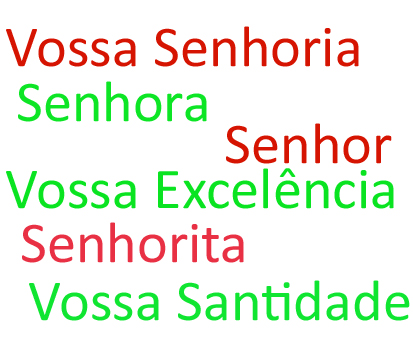 Vossa Senhoria
Senhora
Senhor
Vossa Excelência
Senhorita
Vossa Santidade